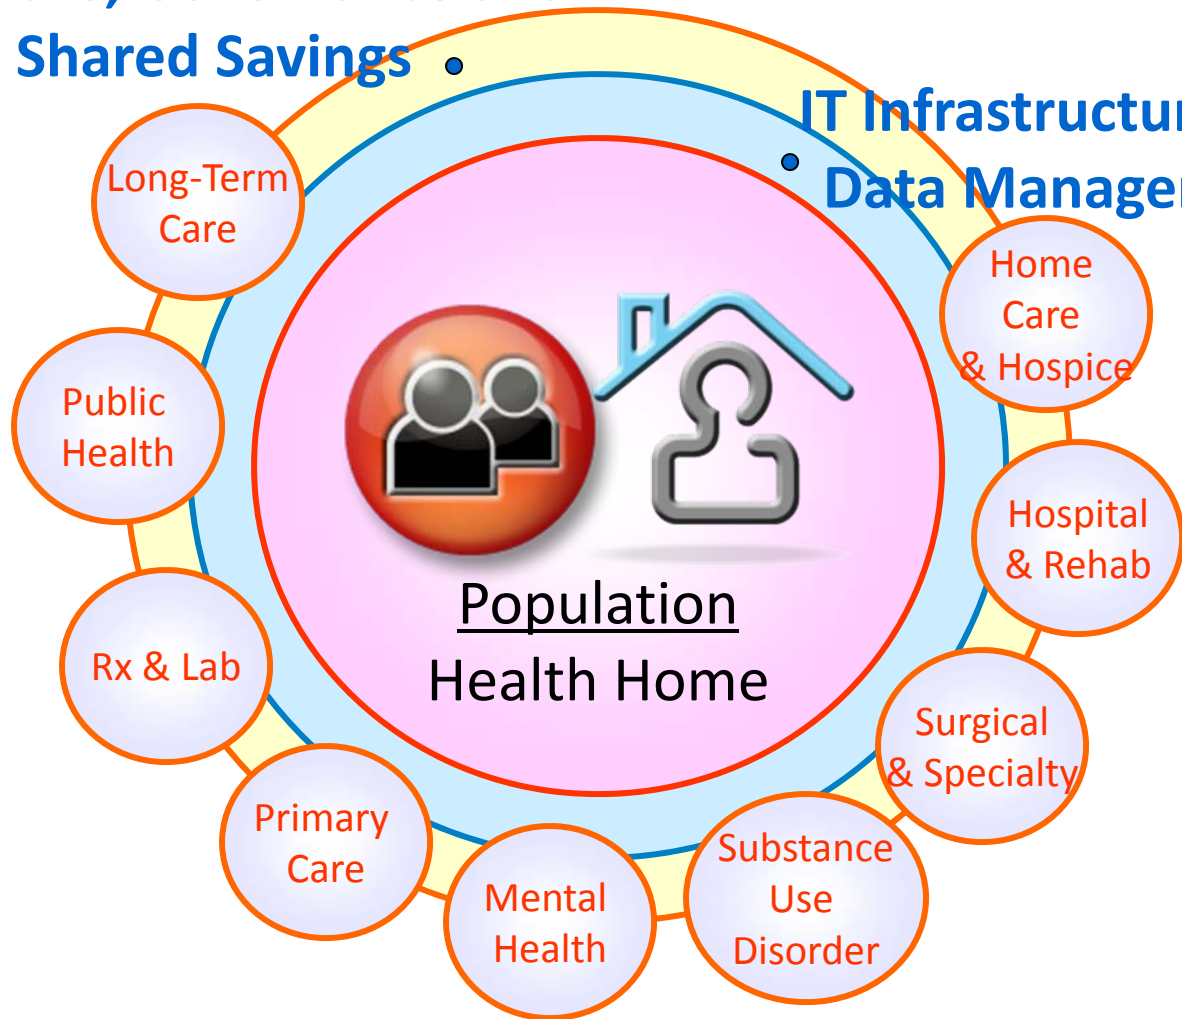 Shared Savings
IT Infrastructu
Data Manage
Long-Term
Care
Home
Care
& Hospice
Public
Health
Hospital
& Rehab
Population
Health Home
Rx & Lab
Surgical
& Specialty
Primary
Care
Substance
Use
Disorder
Mental
Health